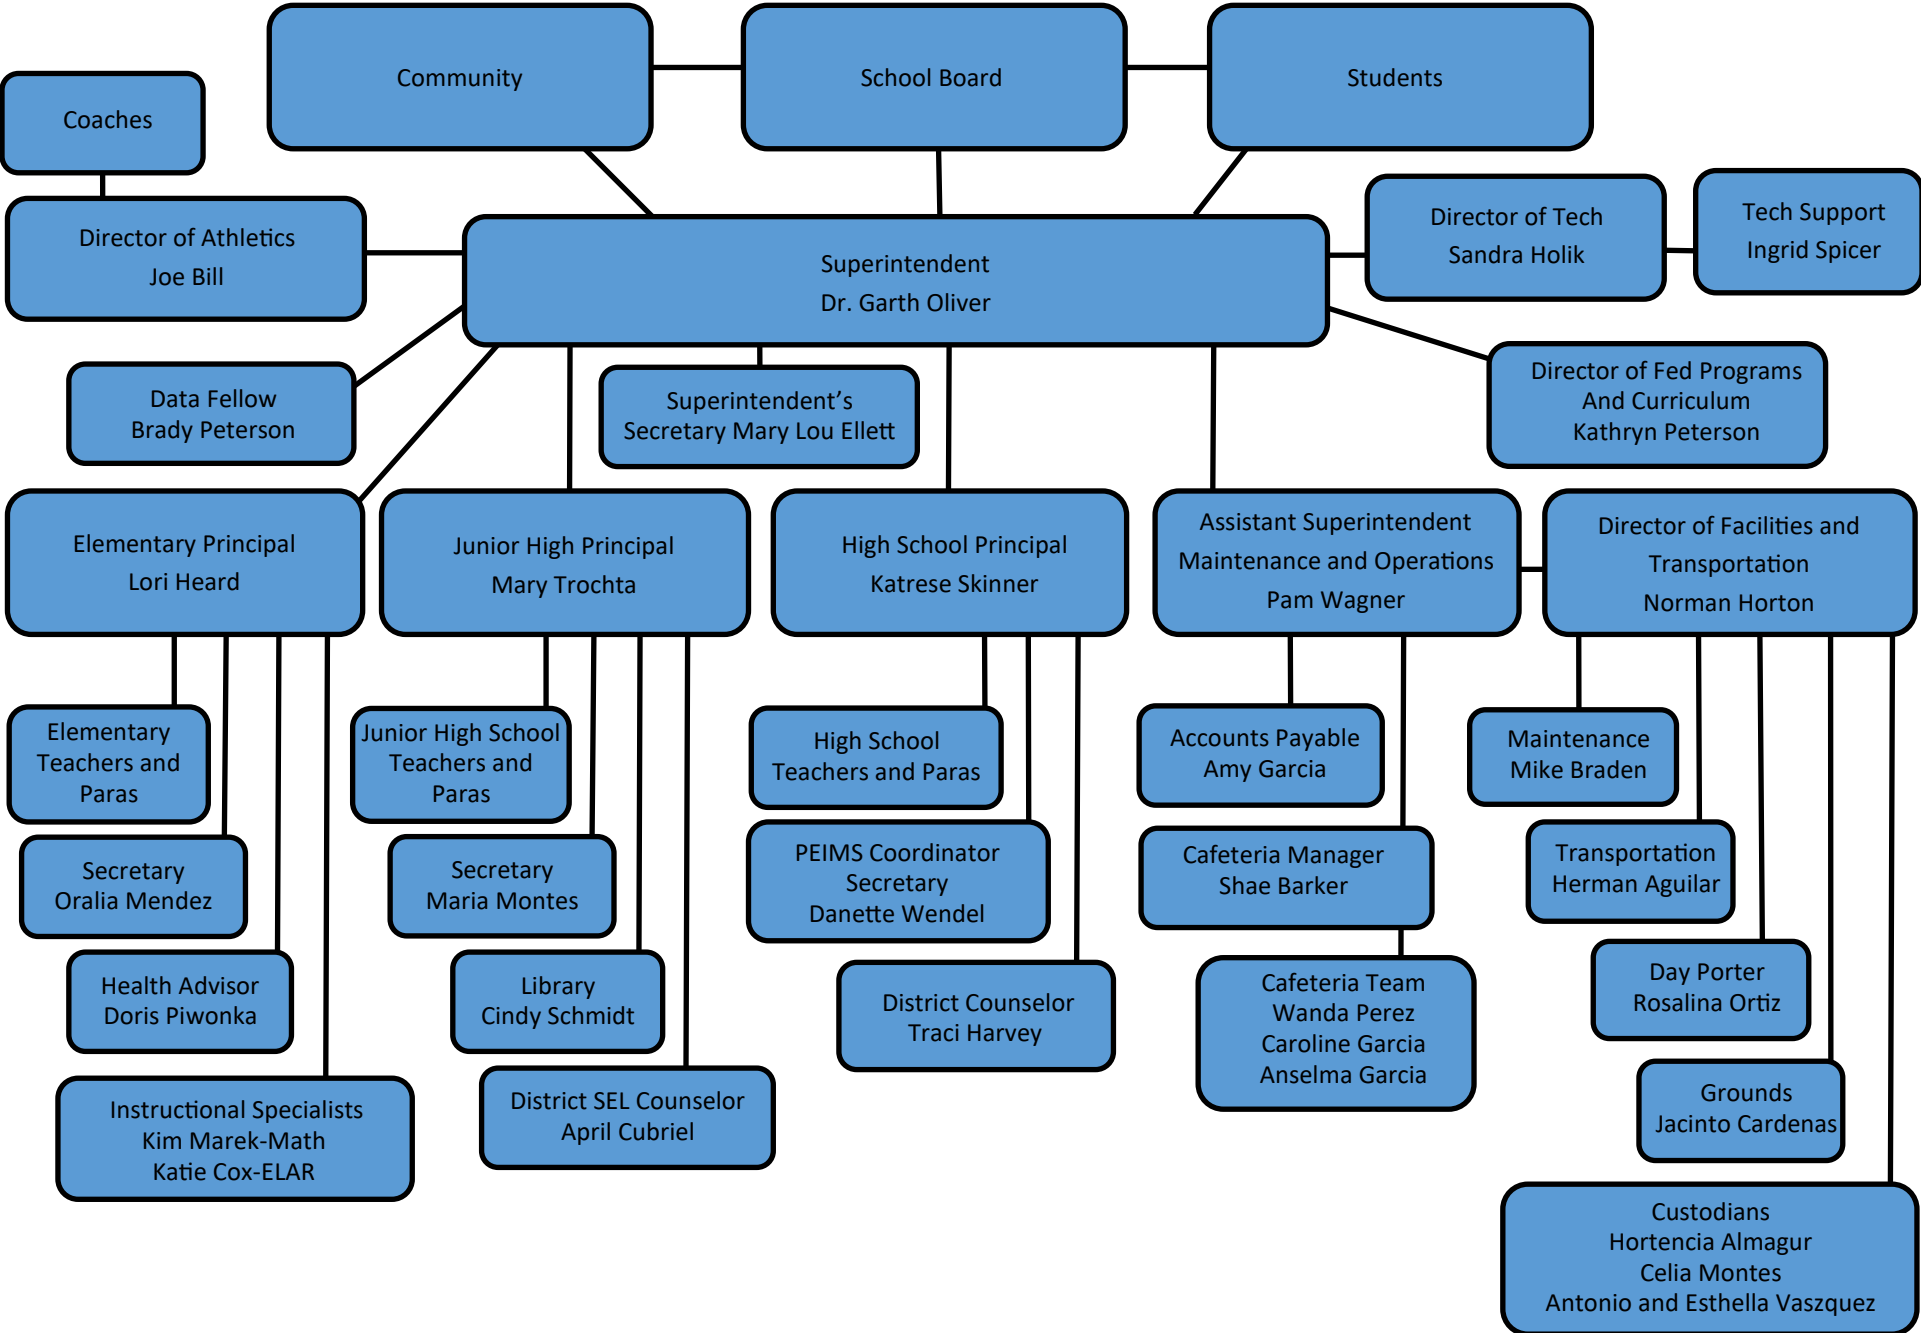 Community
School Board
Students
Coaches
Director of Athletics
Joe Bill
Superintendent
Dr. Garth Oliver
Director of Tech
Sandra Holik
Tech Support
Ingrid Spicer
Data Fellow
Brady Peterson
Superintendent's
Secretary Mary Lou Ellett
Director of Fed Programs
And Curriculum
Kathryn Peterson
Elementary Principal
Lori Heard
Junior High Principal
Mary Trochta
High School Principal
Katrese Skinner
Assistant Superintendent
Maintenance and Operations
Pam Wagner
Director of Facilities and
Transportation
Norman Horton
Elementary
Teachers and
Paras
Junior High School
Teachers and
Paras
High School
Teachers and Paras
Accounts Payable
Amy Garcia
Maintenance
Mike Braden
Secretary
Oralia Mendez
Secretary
Maria Montes
PEIMS Coordinator
Secretary
Danette Wendel
Cafeteria Manager
Shae Barker
Transportation
Herman Aguilar
Health Advisor
Doris Piwonka
Library
Cindy Schmidt
District Counselor
Traci Harvey
Cafeteria Team
Wanda Perez
Caroline Garcia
Anselma Garcia
Day Porter
Rosalina Ortiz
Instructional Specialists
Kim Marek-Math
Katie Cox-ELAR
District SEL Counselor
April Cubriel
Grounds
Jacinto Cardenas
Custodians
Hortencia Almagur
Celia Montes
Antonio and Esthella Vaszquez